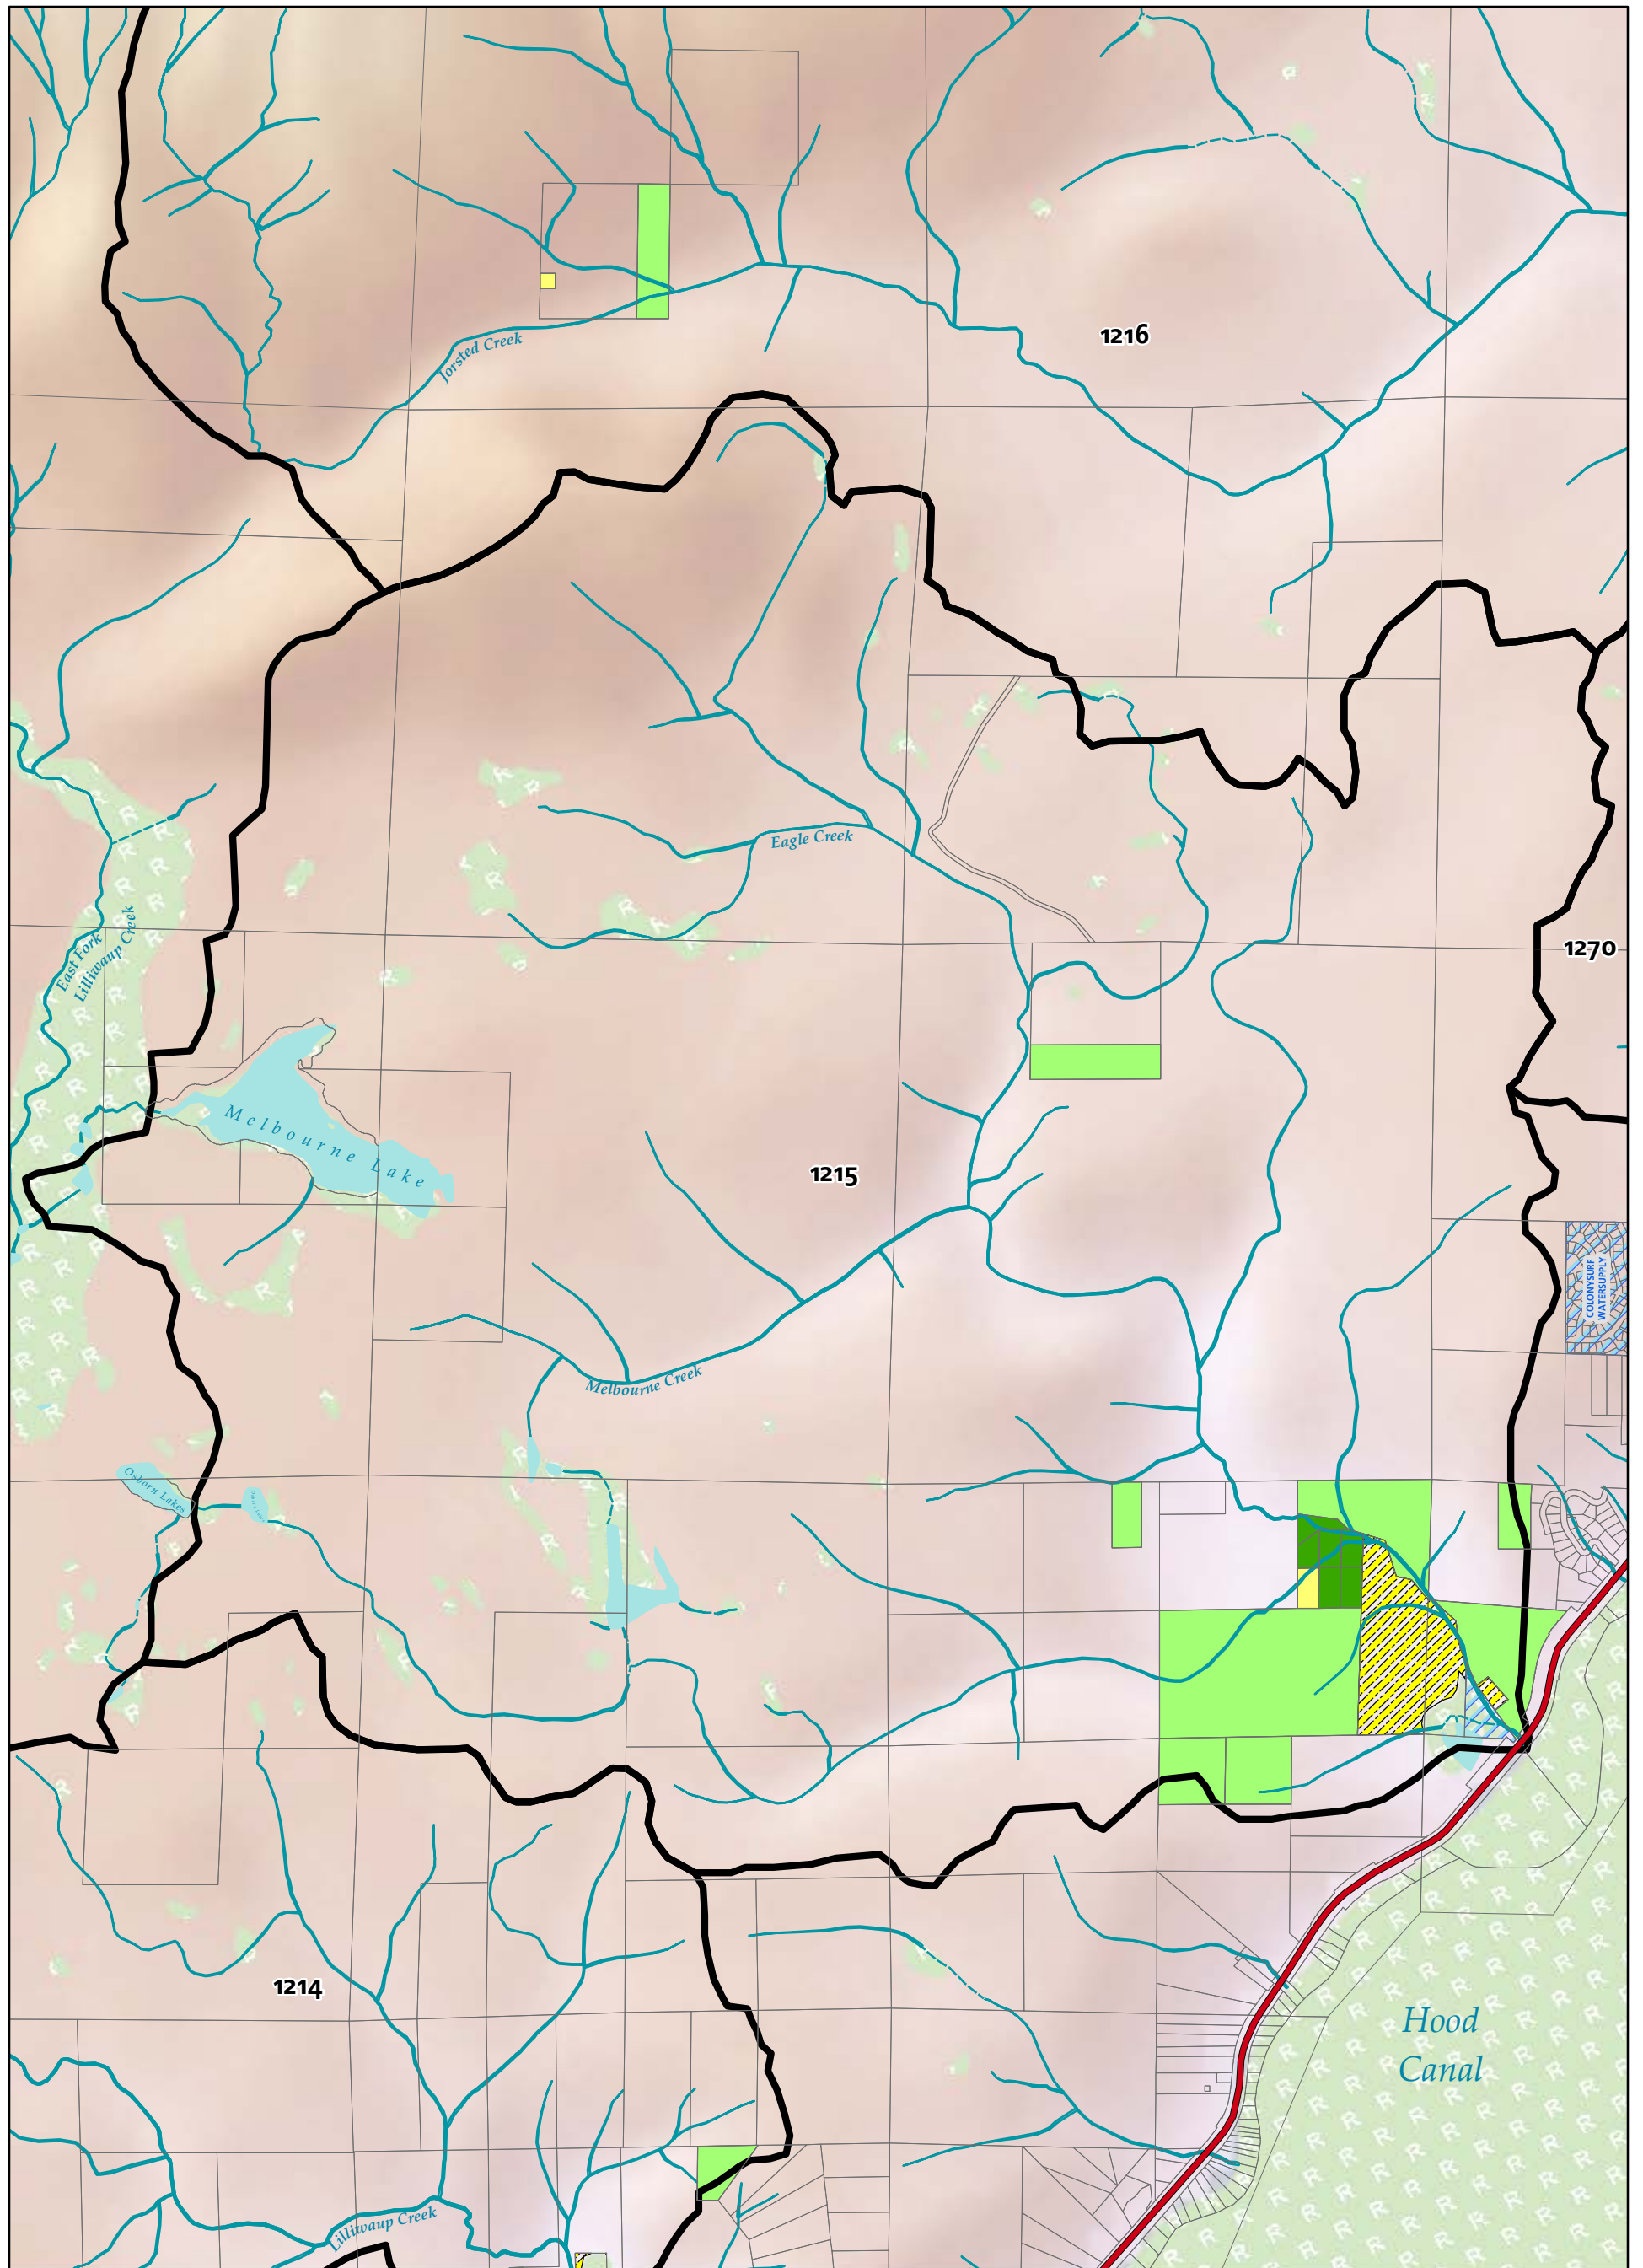 1216
Jorsted Creek
Eagle Creek
East Fork
Lilliwaup Creek
1270
Melbourne Lake
1215
COLONYSURF
WATERSUPPLY
Melbourne Creek
Osborn Lakes
1214
Hood
Canal
Lilliwaup Creek